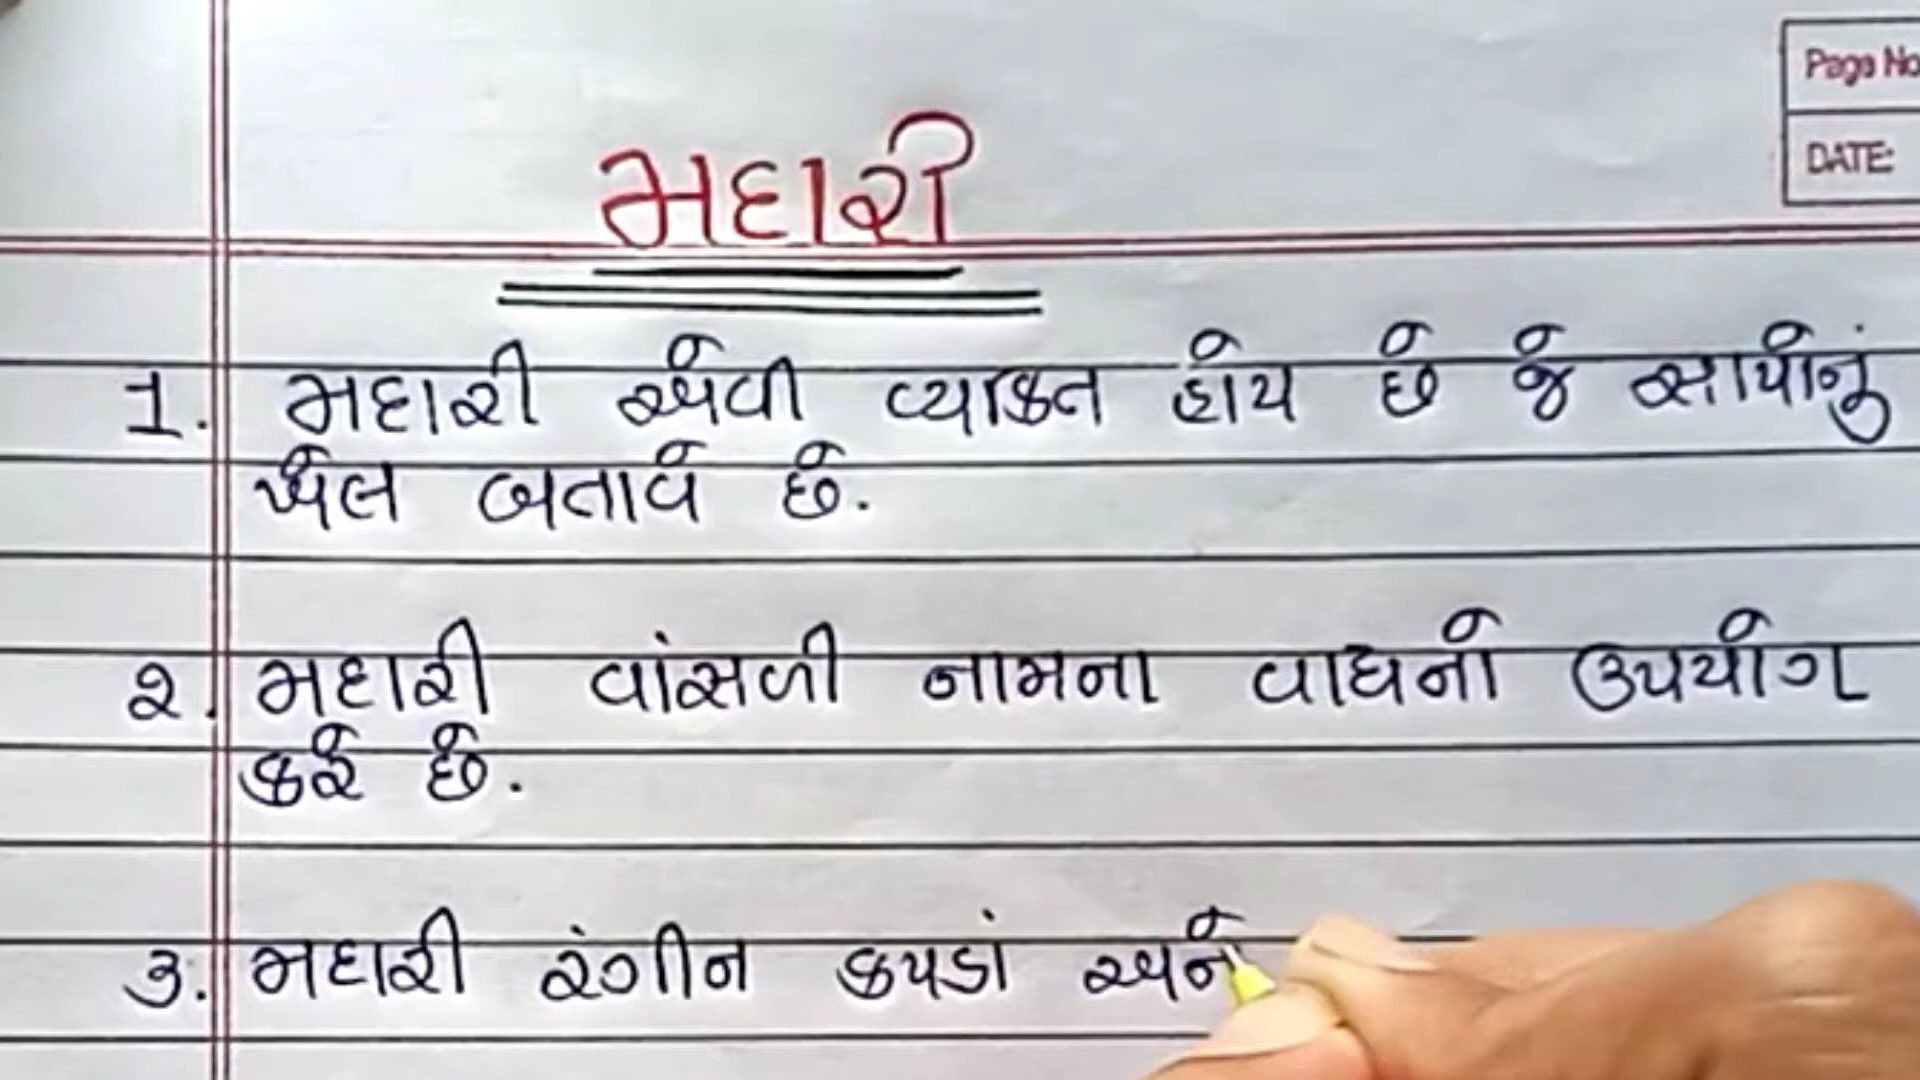 Page No
DATE:
મદારી
1. મદારી એવી વ્યકિત હોય છે જે સાપોનું
ખેલ બતાવે છે.
૨. મદારી વાંસળી નામના વાદ્યનો ઉપયોગ
કરે છે.
૩. મદારી રંગીન કપડાં અને